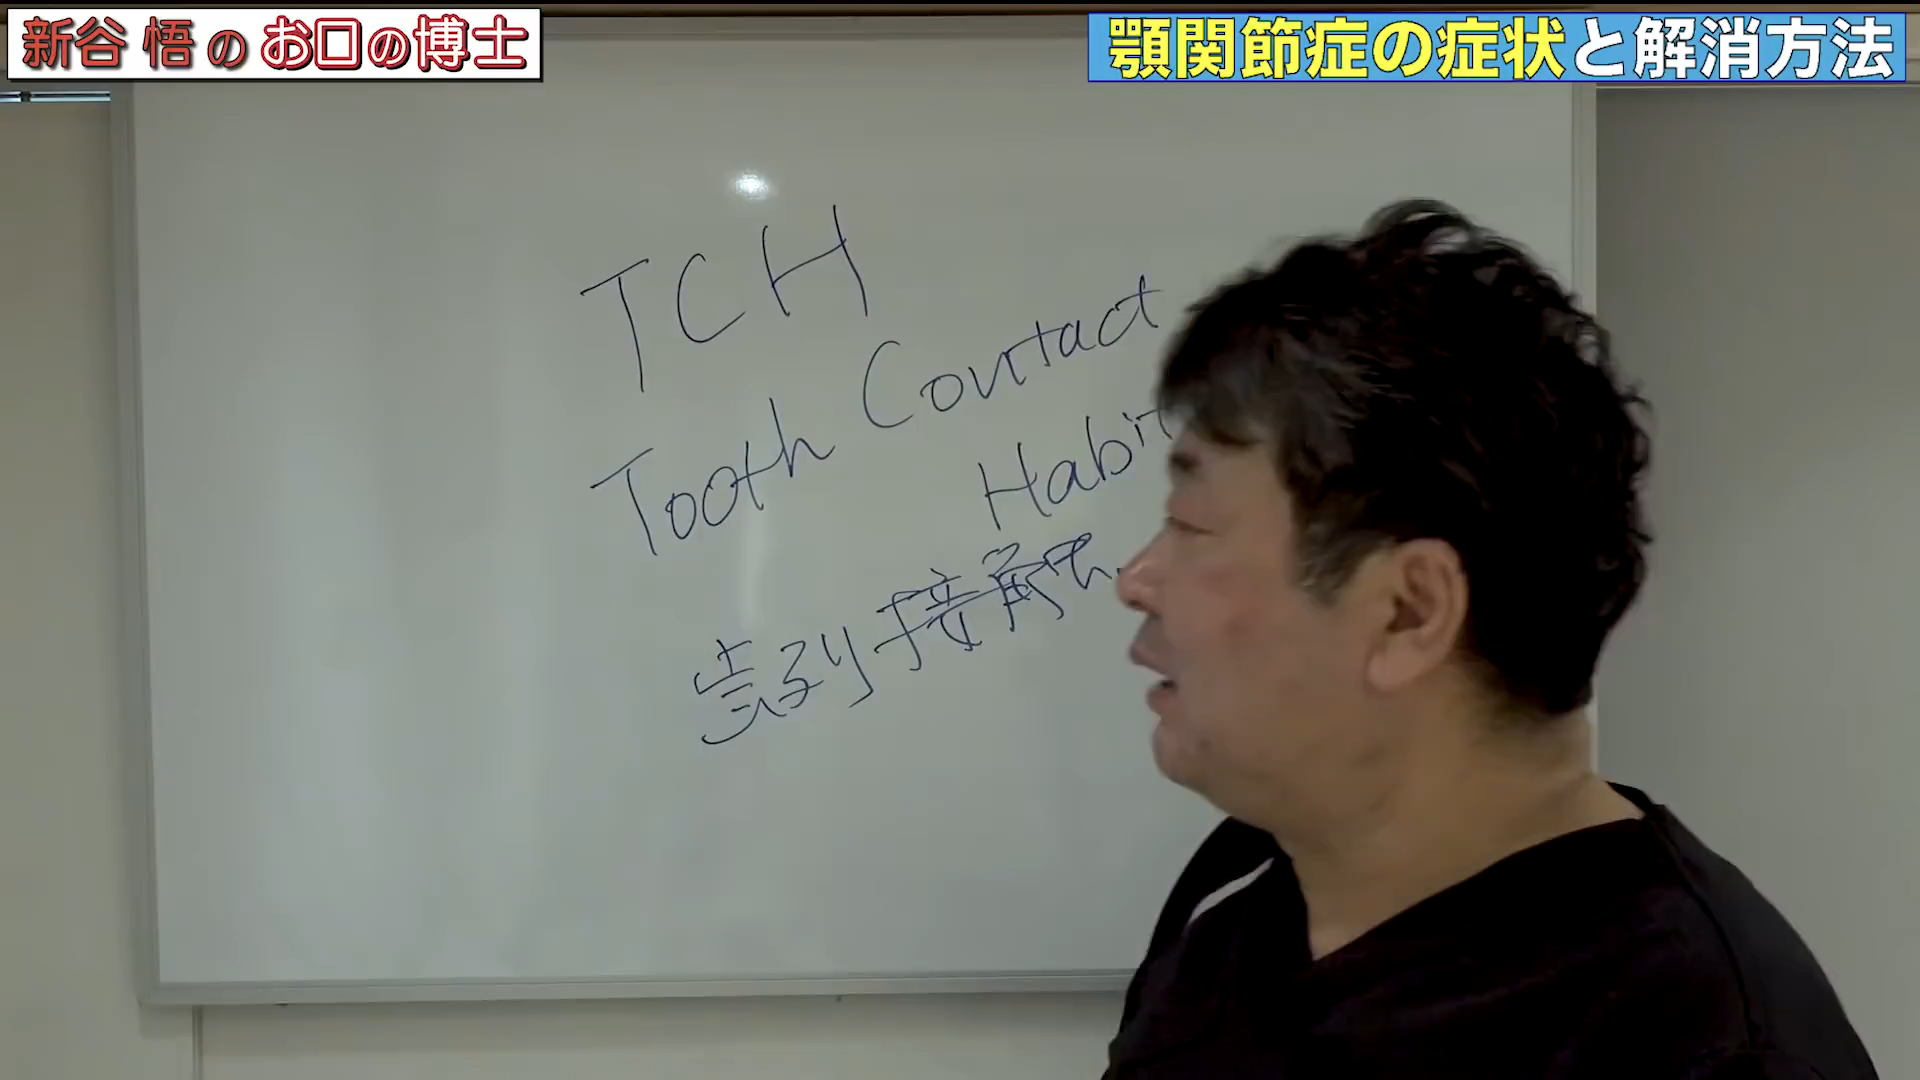 新谷 悟の お口の博士
顎関節症の症状と解消方法
TCH
Tooth Contact
Habit
歯列接触